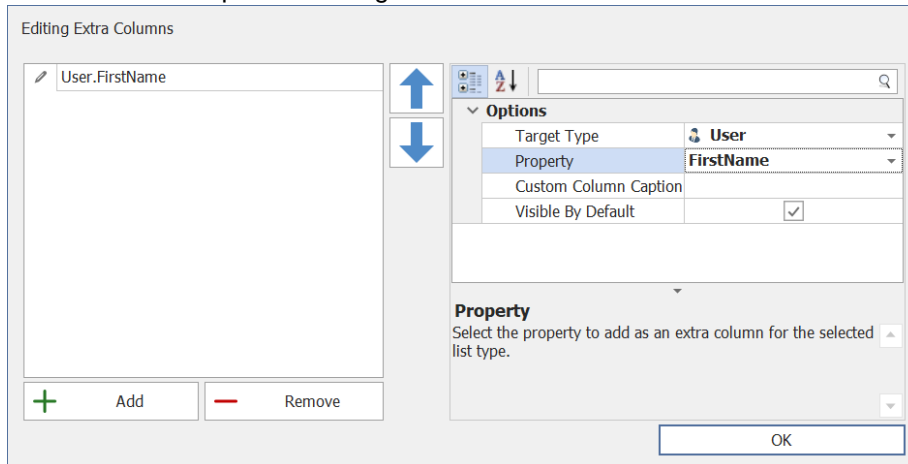 Editing Extra Columns
User.FirstName
Options
Target Type User
Property FirstName
Custom Column Caption
Visible By Default
Property
Select the property to add as an extra column for the selected
list type.
Add Remove
OK